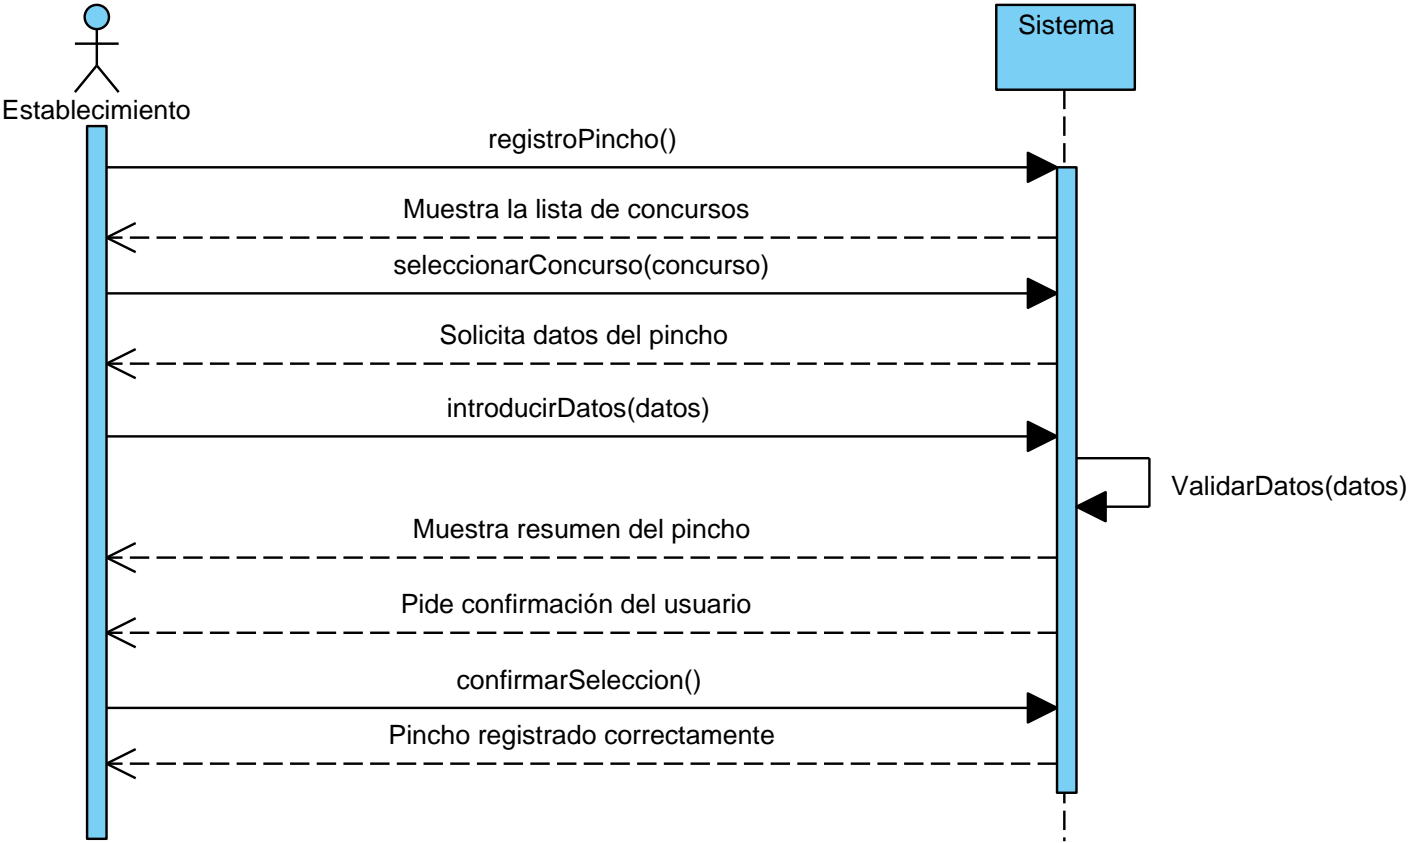 Sistema
Establecimiento
registroPincho()
Muestra la lista de concursos
seleccionarConcurso(concurso)
Solicita datos del pincho
introducirDatos(datos)
ValidarDatos(datos)
Muestra resumen del pincho
Pide confirmación del usuario
confirmarSeleccion()
Pincho registrado correctamente